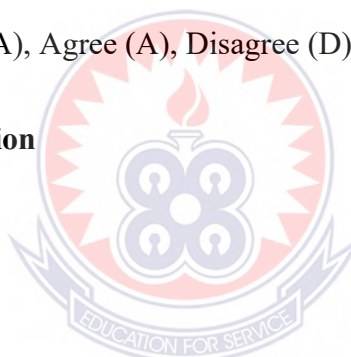 A), Agree (A), Disagree (D)
ion
EDUCATION FOR SERVICE